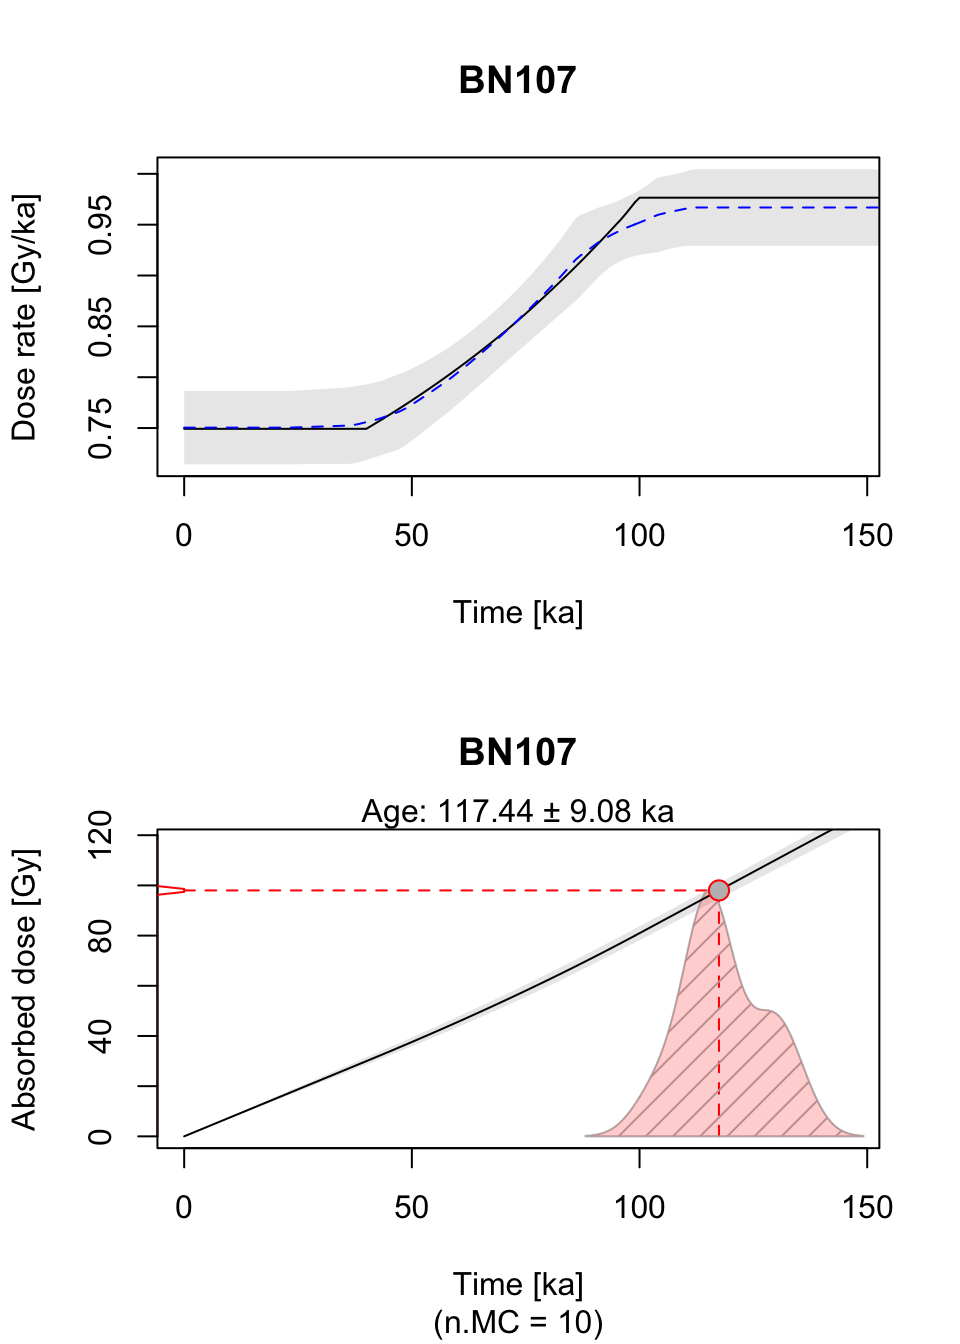 BN107
Dose rate [Gy/ka]
0.95
0.85
0.75
0 50 100 150
Time [ka]
BN107
Age: 117.44 ± 9.08 ka
Absorbed dose [Gy]
120
80
40
0
0 50 100 150
Time [ka]
(n.MC = 10)